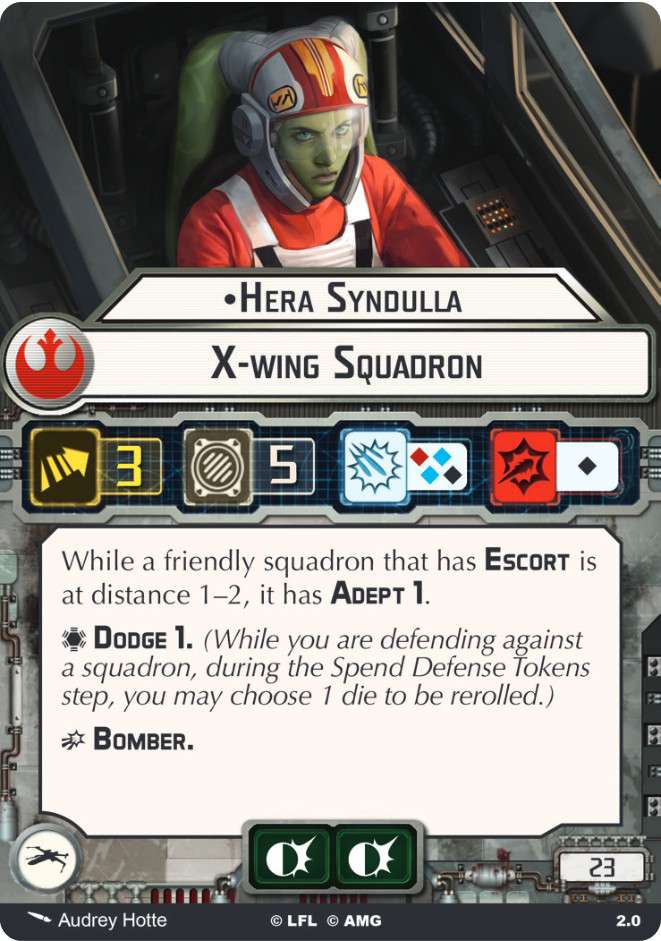 •Hera Syndulla
X-wing Squadron
3 5
While a friendly squadron that has Escort is
at distance 1–2, it has Adept 1.
Dodge 1. (While you are defending against
a squadron, during the Spend Defense Tokens
step, you may choose 1 die to be rerolled.)
Bomber.
23
Audrey Hotte © LFL © AMG 2.0